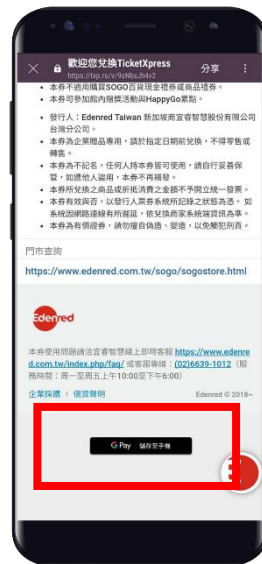 歡迎您兌換TicketXpress
https://txp.rs/v/9sNbxJh4v2
分享
• 本券不適用購買SOGO百貨現金禮券或商品禮券。
• 本券可參加館內贈獎活動與HappyGo累點。
• 發行人：Edenred Taiwan 新加坡商宜睿智慧股份有限公司
台灣分公司。
• 本券為企業贈品專用，請於指定日期前兌換，不得零售或
轉售。
• 本券為不記名，任何人持本券皆可使用，請自行妥善保
管，如遭他人盜用，本券不再補發。
• 本券所兌換之商品或折抵消費之金額不予開立統一發票。
• 本券有效與否，以發行人票券系統所記錄之狀態為憑。 如
系統因網路連線有所遲延，依兌換商家系統端資訊為準。
• 本券為有價證券，請勿擅自偽造、變造，以免觸犯刑責。
門市查詢
https://www.edenred.com.tw/sogo/sogostore.html
Edenred
本券使用問題請洽宜睿智慧線上即時客服 https://www.edenre
d.com.tw/index.php/faq/ 或客服專線：(02)6639-1012（服
務時間：周一至周五上午10:00至下午6:00）
企業採購 | 個資聲明
Edenred © 2018~
G Pay 儲存至手機
3